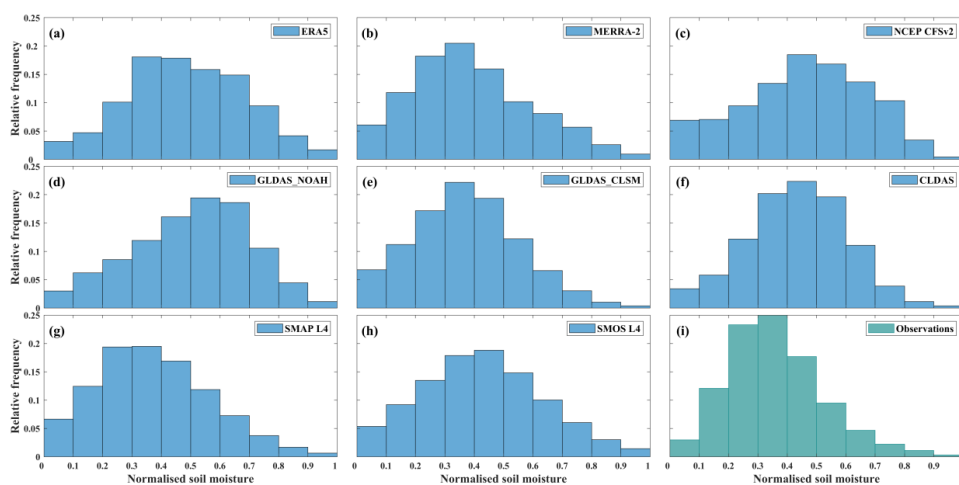 (a)
ERA5
(b)
MERRA-2
(c)
NCEP CFSv2
Relative frequency
0.25
0.2
0.15
0.1
0.05
0
(d)
GLDAS_NOAH
(e)
GLDAS_CLSM
(f)
CLDAS
Relative frequency
0.25
0.2
0.15
0.1
0.05
0
(g)
SMAP L4
(h)
SMOS L4
(i)
Observations
Relative frequency
0.25
0.2
0.15
0.1
0.05
0
0 0.1 0.2 0.3 0.4 0.5 0.6 0.7 0.8 0.9 1
0 0.1 0.2 0.3 0.4 0.5 0.6 0.7 0.8 0.9 1
0 0.1 0.2 0.3 0.4 0.5 0.6 0.7 0.8 0.9
Normalised soil moisture
Normalised soil moisture
Normalised soil moisture